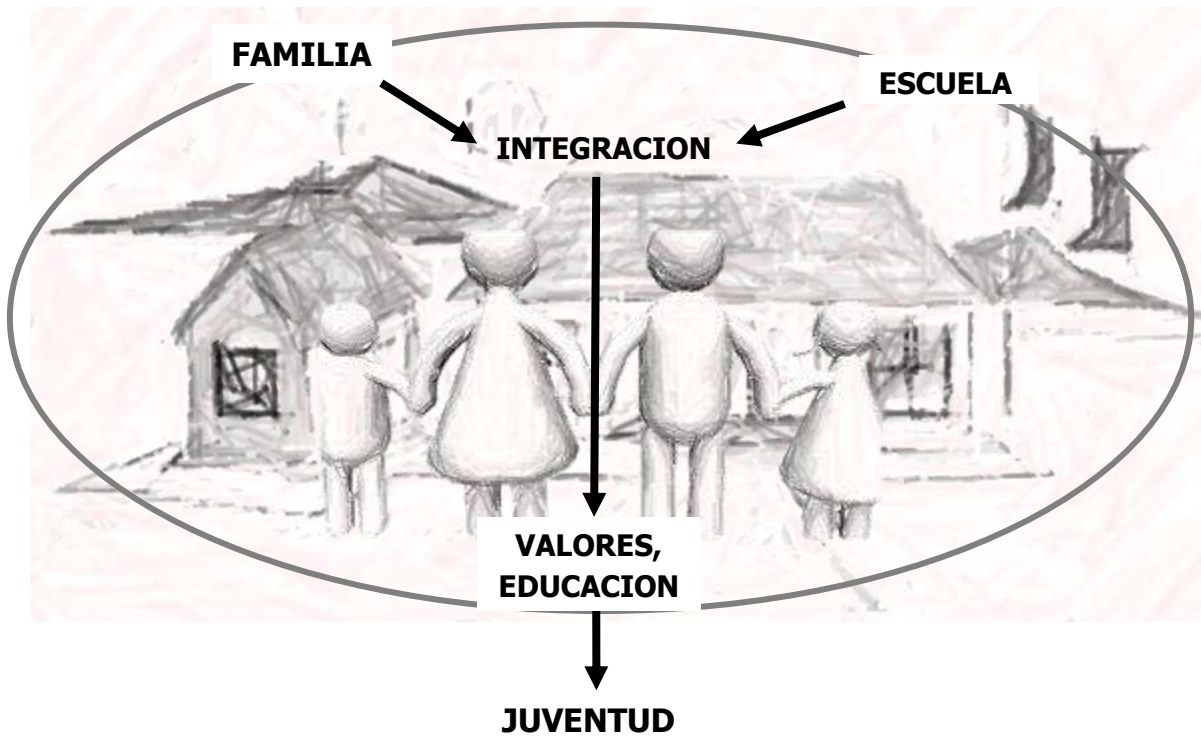 FAMILIA
ESCUELA
INTEGRACION
VALORES,
EDUCACION
JUVENTUD